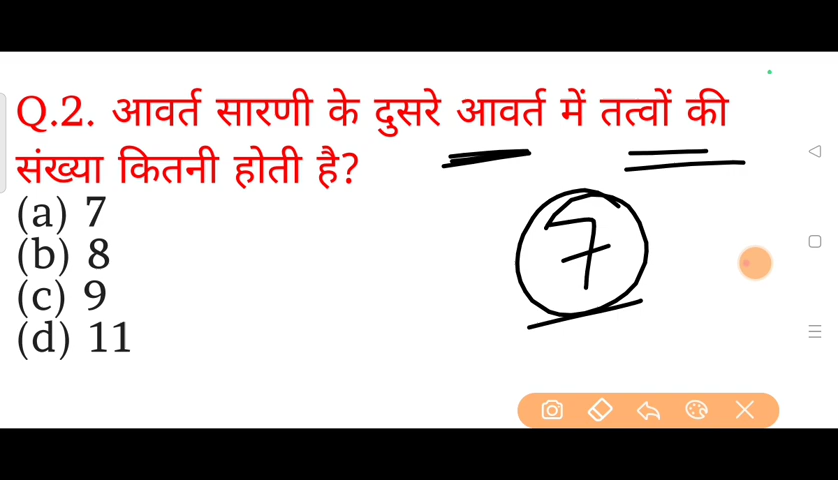 Q.2. आवर्त सारणी के दुसरे आवर्त में तत्वों की
संख्या कितनी होती है?
(a) 7
(b) 8
(c) 9
(d) 11
7